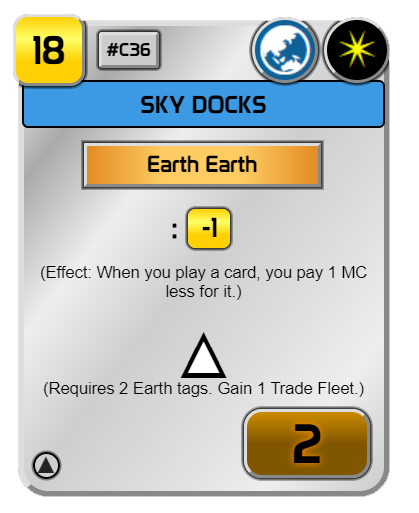 18 #C36
SKY DOCKS
Earth Earth
: -1
(Effect: When you play a card, you pay 1 MC
less for it.)
(Requires 2 Earth tags. Gain 1 Trade Fleet.)
2